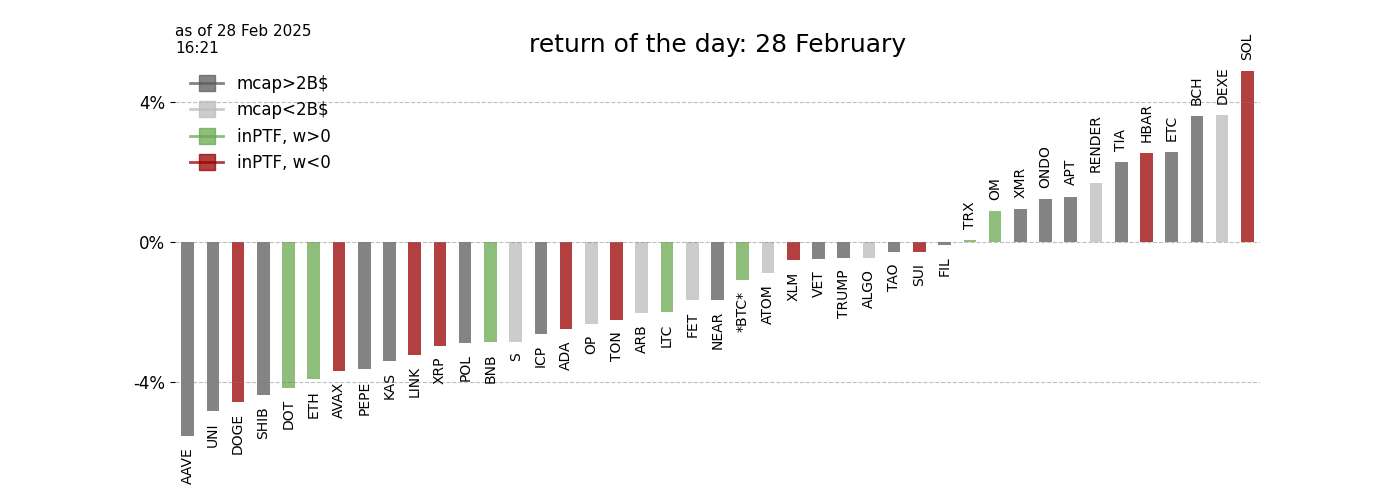 as of 28 Feb 2025
16:21
return of the day: 28 February
mcap>2B$
mcap<2B$
inPTF, w>0
inPTF, w<0
4%
0%
-4%
AAVE
UNI
DOGE
SHIB
DOT
ETH
AVAX
PEPE
KAS
LINK
XRP
POL
BNB
S
ICP
ADA
OP
TON
ARB
LTC
FET
NEAR
*BTC*
ATOM
XLM
VET
TRUMP
ALGO
TAO
SUI
FIL
TRX
OM
XMR
ONDO
APT
RENDER
TIA
HBAR
ETC
BCH
DEXE
SOL